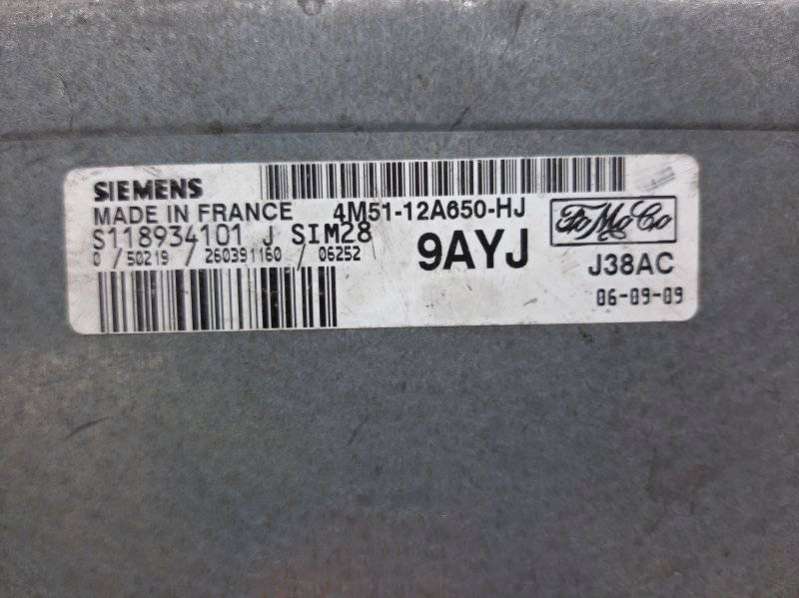 SIEMENS
MADE IN FRANCE 4M51-12A650-HJ
S118934101 J SIM28
0 / 50219 / 260391160 / 06252
9AYJ
FoMoCo
J38AC
06-09-09